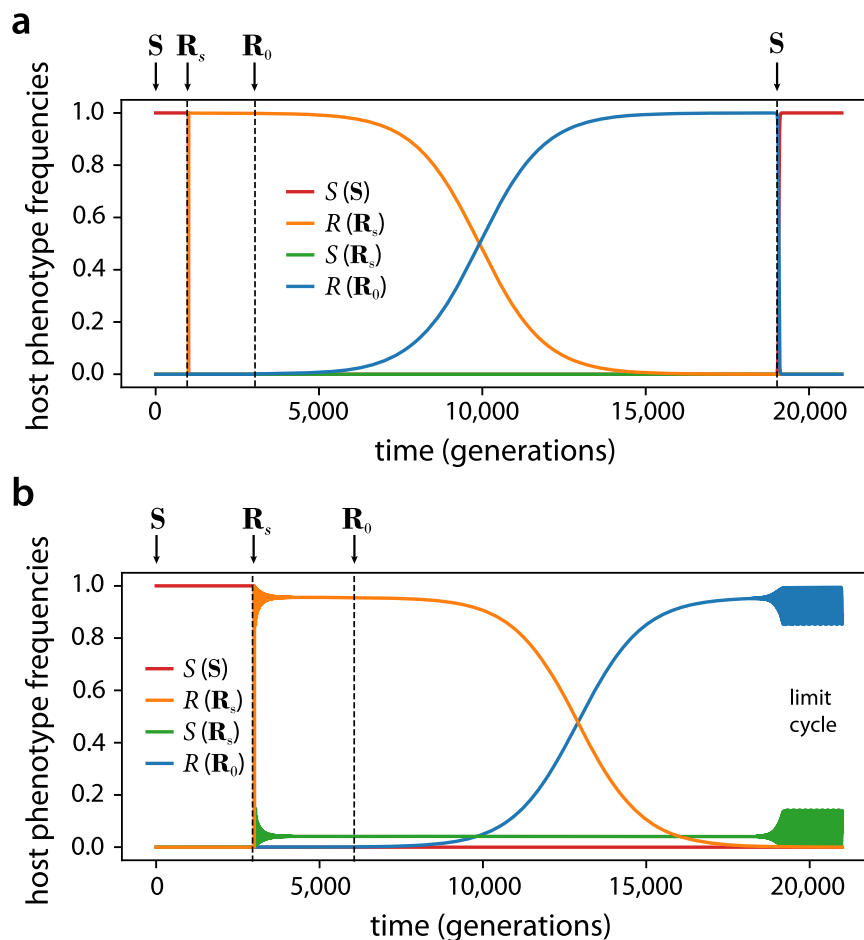 a
S R_s R_0 S
host phenotype frequencies
1.0
0.8
0.6
0.4
0.2
0.0
S (S)
R (R_s)
S (R_s)
R (R_0)
0 5,000 10,000 15,000 20,000
time (generations)
b
S R_s R_0
host phenotype frequencies
1.0
0.8
0.6
0.4
0.2
0.0
S (S)
R (R_s)
S (R_s)
R (R_0)
limit
cycle
0 5,000 10,000 15,000 20,000
time (generations)